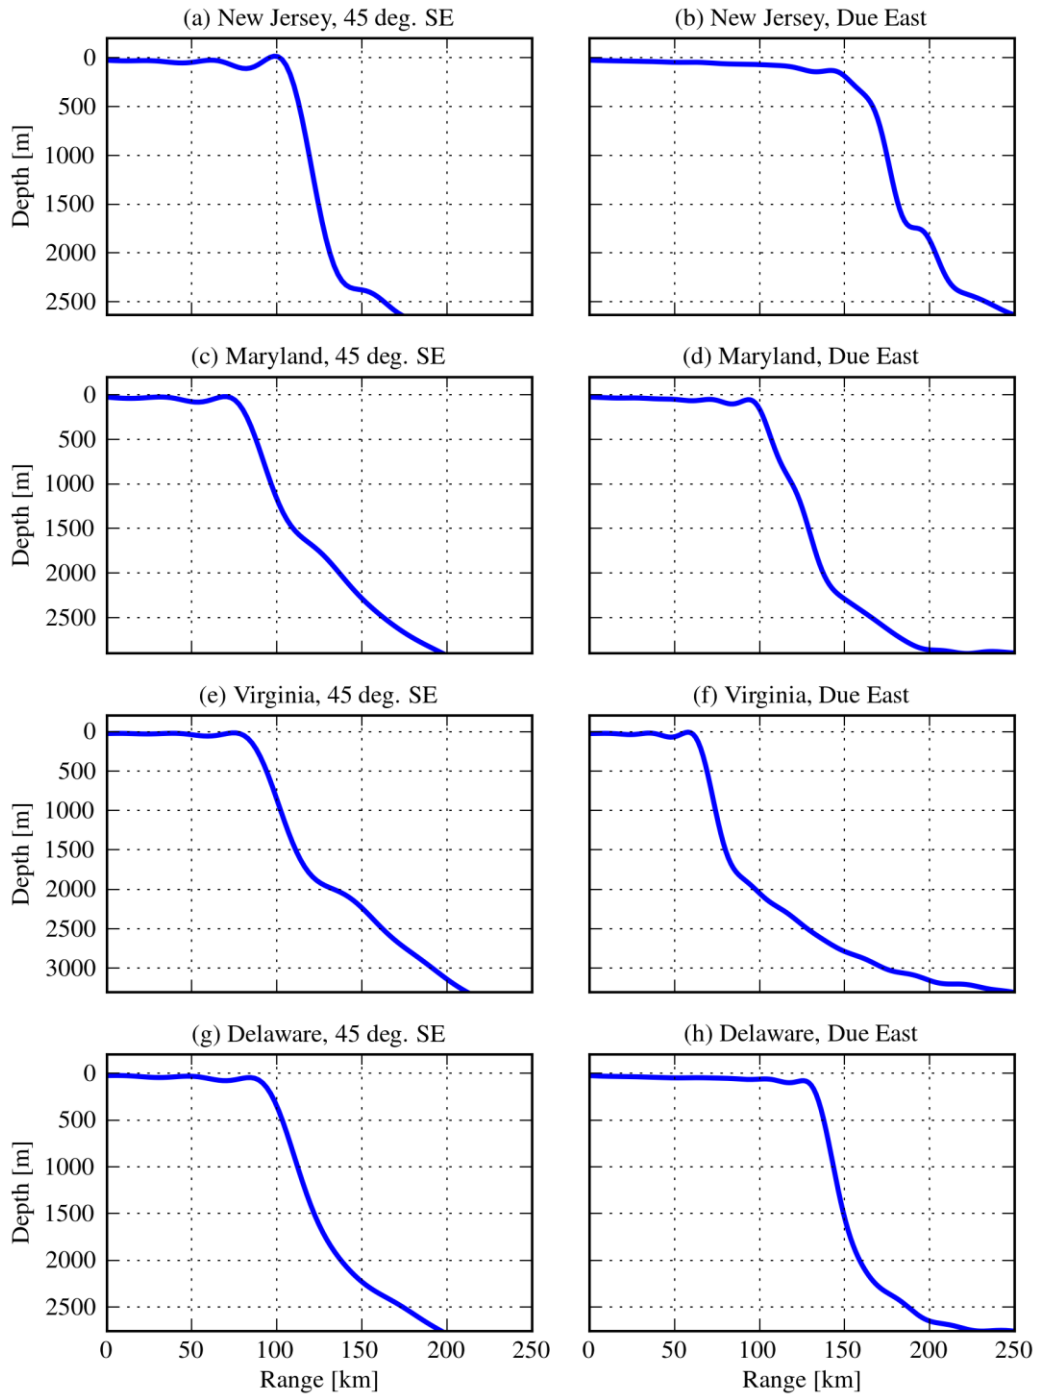 (a) New Jersey, 45 deg. SE
(b) New Jersey, Due East
0
500
1000
1500
2000
2500
Depth [m]
(c) Maryland, 45 deg. SE
(d) Maryland, Due East
0
500
1000
1500
2000
2500
Depth [m]
(e) Virginia, 45 deg. SE
(f) Virginia, Due East
0
500
1000
1500
2000
2500
3000
Depth [m]
(g) Delaware, 45 deg. SE
(h) Delaware, Due East
0
500
1000
1500
2000
2500
Depth [m]
0 50 100 150 200 250
0 50 100 150 200 250
Range [km]
Range [km]